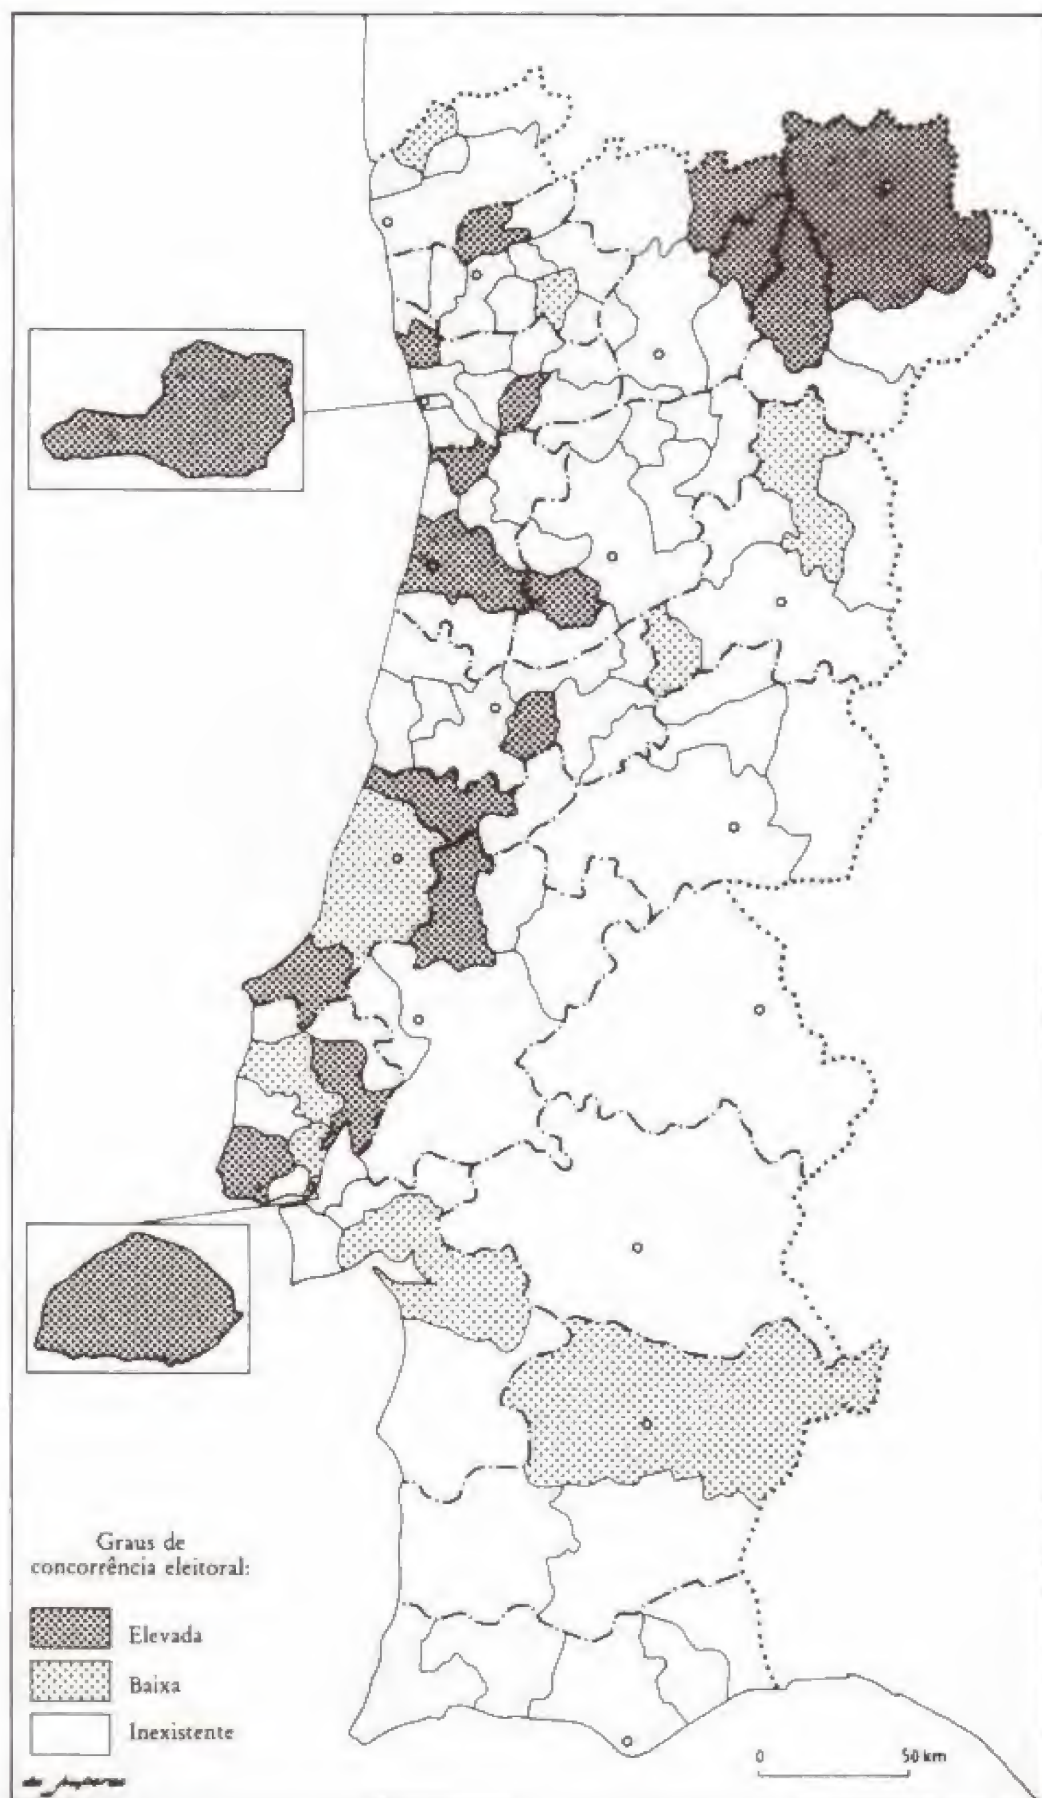 Graus de
concorrência eleitoral:
Elevada
Baixa
Inexistente
0 50 km